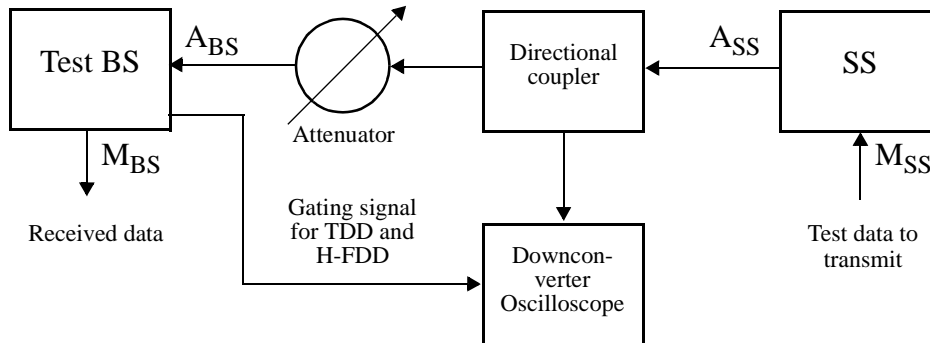 Test BS
A_BS
Attenuator
Directional
coupler
A_SS
SS
M_BS
Received data
Gating signal
for TDD and
H-FDD
Downcon-
verter
Oscilloscope
M_SS
Test data to
transmit